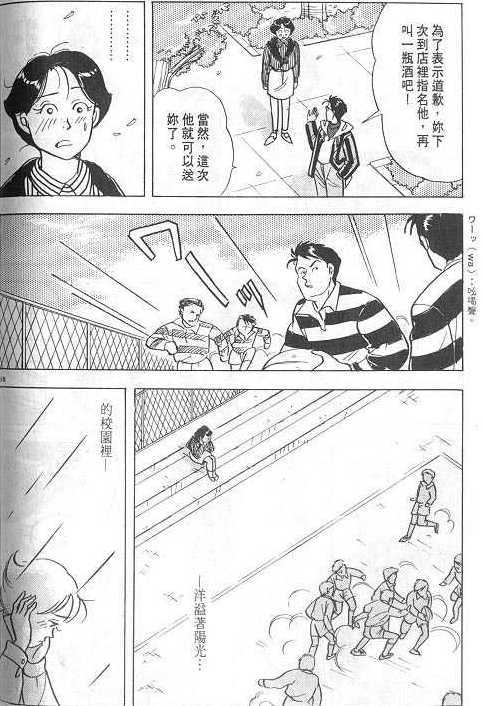 為了表示道歉，妳下
次到店裡指名他，再
叫一瓶酒吧！
當然，這次
他就可以送
妳了。
…………
ワーッ
ワーッ（wa）：吆喝聲。
—洋溢著陽光…
的校園裡—